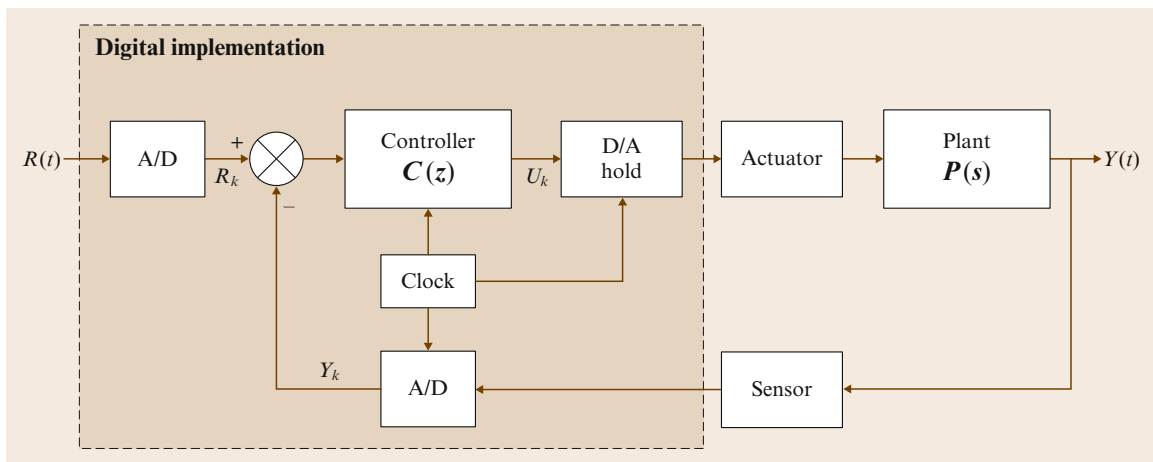 Digital implementation
R(t)
A/D
+
R_k
−
Controller
C(z)
U_k
D/A
hold
Actuator
Plant
P(s)
Y(t)
Clock
Y_k
A/D
Sensor